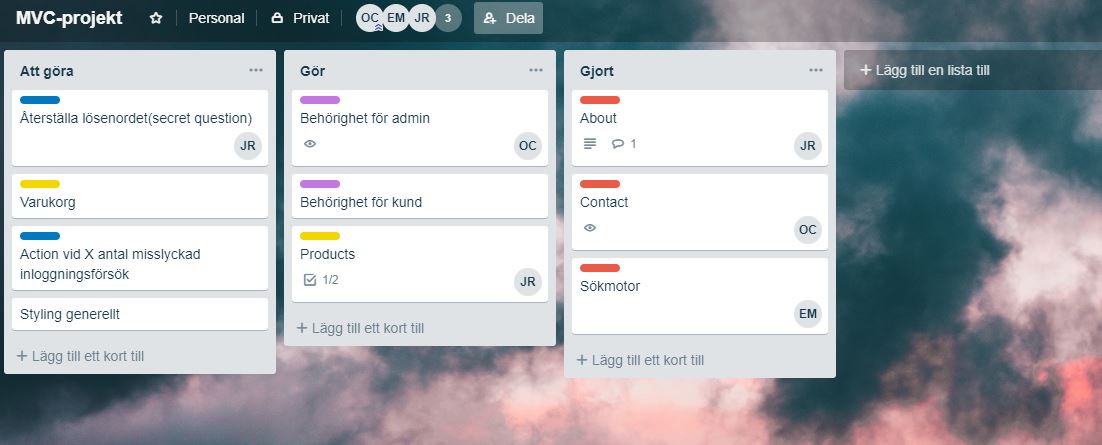 MVC-projekt
Personal
Privat
OC
EM
JR
3
Dela
Att göra
Återställa lösenordet(secret question)
JR
Varukorg
Action vid X antal misslyckad
inloggningsförsök
Styling generellt
+ Lägg till ett kort till
Gör
Behörighet för admin
OC
Behörighet för kund
Products
1/2
JR
+ Lägg till ett kort till
Gjort
About
1
JR
Contact
OC
Sökmotor
EM
+ Lägg till ett kort till
+ Lägg till en lista till